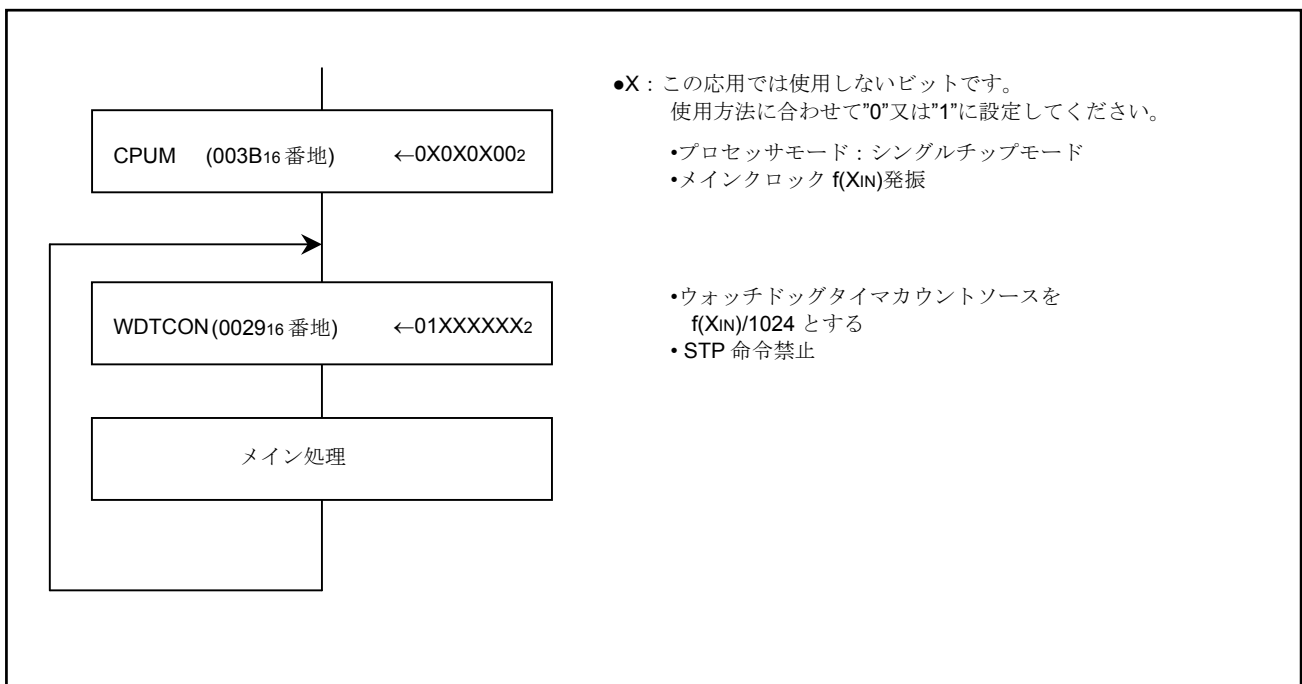 ●X：この応用では使用しないビットです。
使用方法に合わせて"0"又は"1"に設定してください。
CPUM (003B16 番地) ←0X0X0X002
•プロセッサモード：シングルチップモード
•メインクロック f(XIN)発振
WDTCON(002916 番地) ←01XXXXXX2
•ウォッチドッグタイマカウントソースを
f(XIN)/1024 とする
• STP 命令禁止
メイン処理